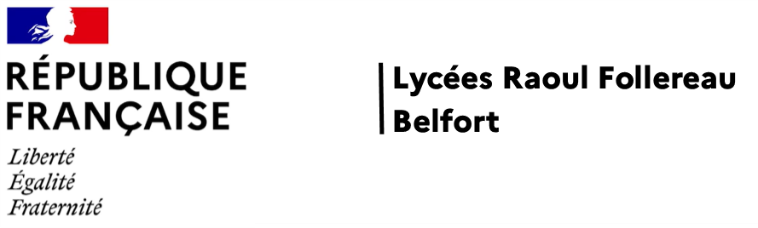 RÉPUBLIQUE
FRANÇAISE
Liberté
Égalité
Fraternité
Lycées Raoul Follereau
Belfort